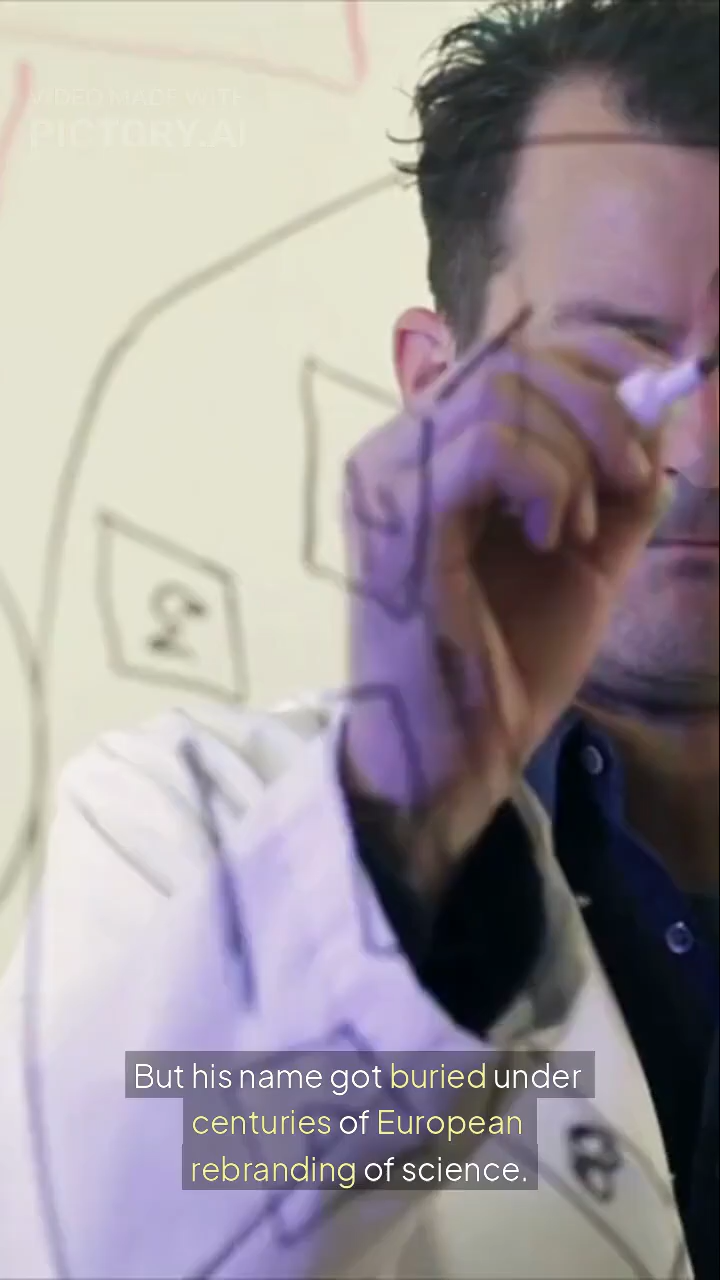 VIDEO MADE WITH
PICTORY.AI
But his name got buried under
centuries of European
rebranding of science.